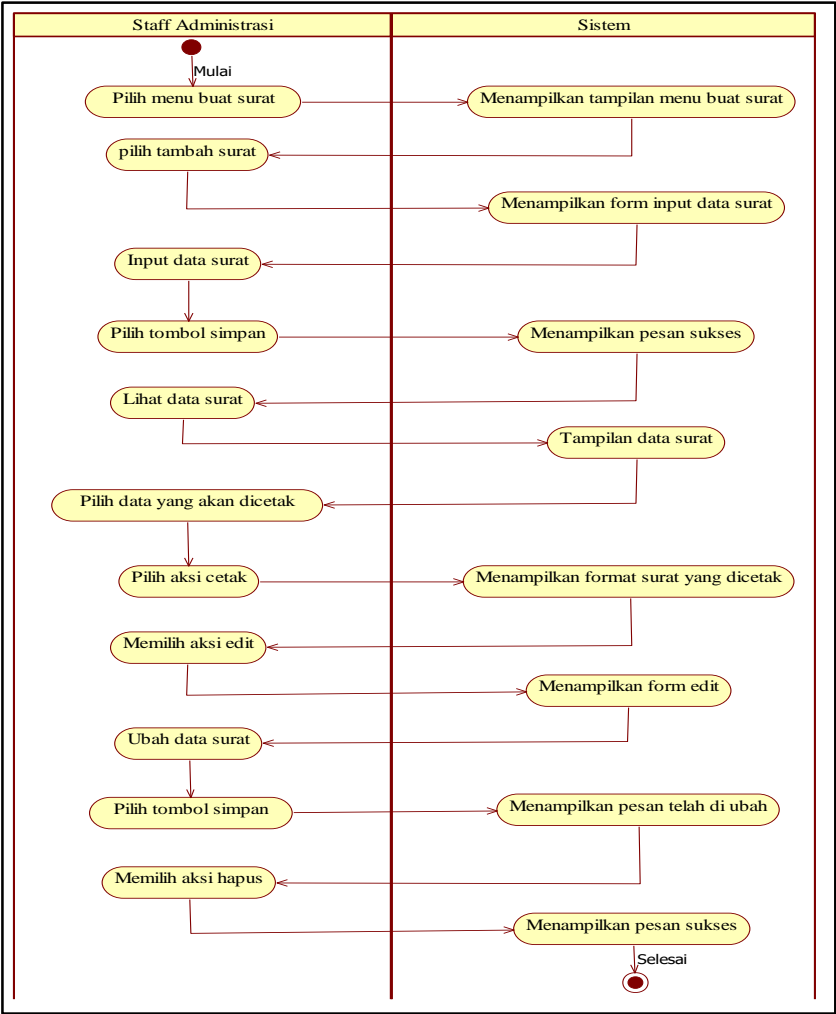 Staff Administrasi
Sistem
Mulai
Pilih menu buat surat
Menampilkan tampilan menu buat surat
pilih tambah surat
Menampilkan form input data surat
Input data surat
Pilih tombol simpan
Menampilkan pesan sukses
Lihat data surat
Tampilan data surat
Pilih data yang akan dicetak
Pilih aksi cetak
Menampilkan format surat yang dicetak
Memilih aksi edit
Menampilkan form edit
Ubah data surat
Pilih tombol simpan
Menampilkan pesan telah di ubah
Memilih aksi hapus
Menampilkan pesan sukses
Selesai